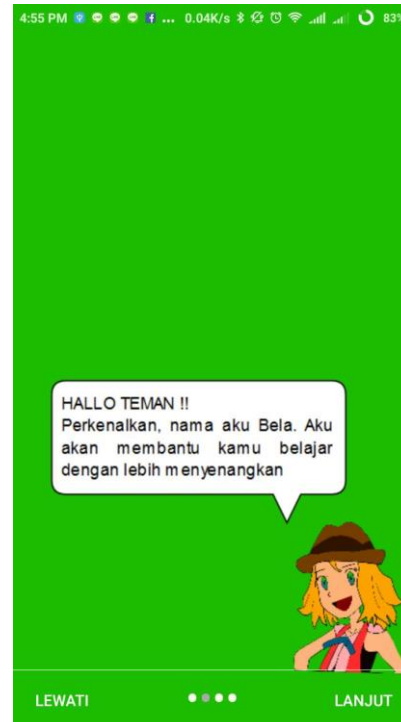 4:55 PM ... 0.04K/s 83%
HALLO TEMAN !!
Perkenalkan, nama aku Bela. Aku
akan membantu kamu belajar
dengan lebih menyenangkan
LEWATI LANJUT